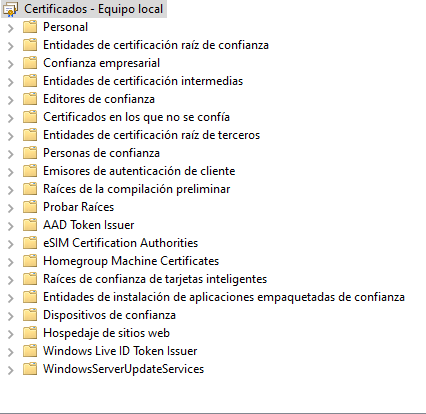 Certificados - Equipo local
Personal
Entidades de certificación raíz de confianza
Confianza empresarial
Entidades de certificación intermedias
Editores de confianza
Certificados en los que no se confía
Entidades de certificación raíz de terceros
Personas de confianza
Emisores de autenticación de cliente
Raíces de la compilación preliminar
Probar Raíces
AAD Token Issuer
eSIM Certification Authorities
Homegroup Machine Certificates
Raíces de confianza de tarjetas inteligentes
Entidades de instalación de aplicaciones empaquetadas de confianza
Dispositivos de confianza
Hospedaje de sitios web
Windows Live ID Token Issuer
WindowsServerUpdateServices